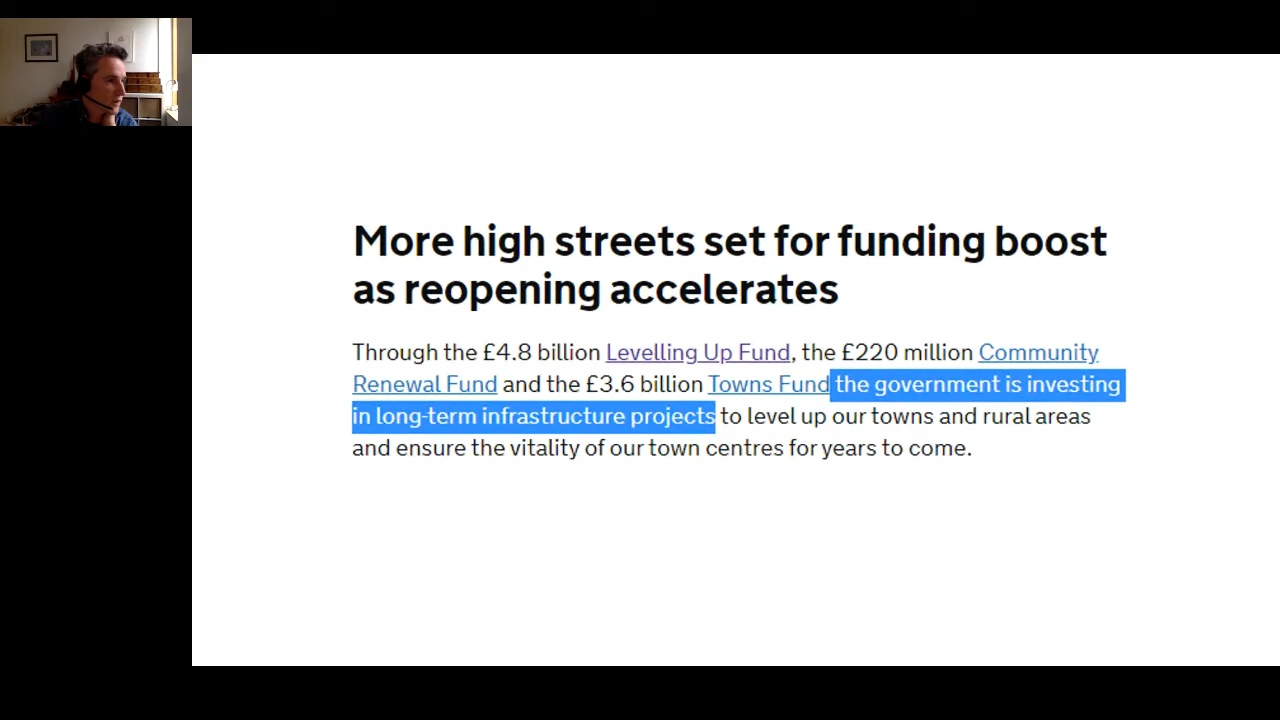 More high streets set for funding boost
as reopening accelerates
Through the £4.8 billion Levelling Up Fund, the £220 million Community
Renewal Fund and the £3.6 billion Towns Fund the government is investing
in long-term infrastructure projects to level up our towns and rural areas
and ensure the vitality of our town centres for years to come.